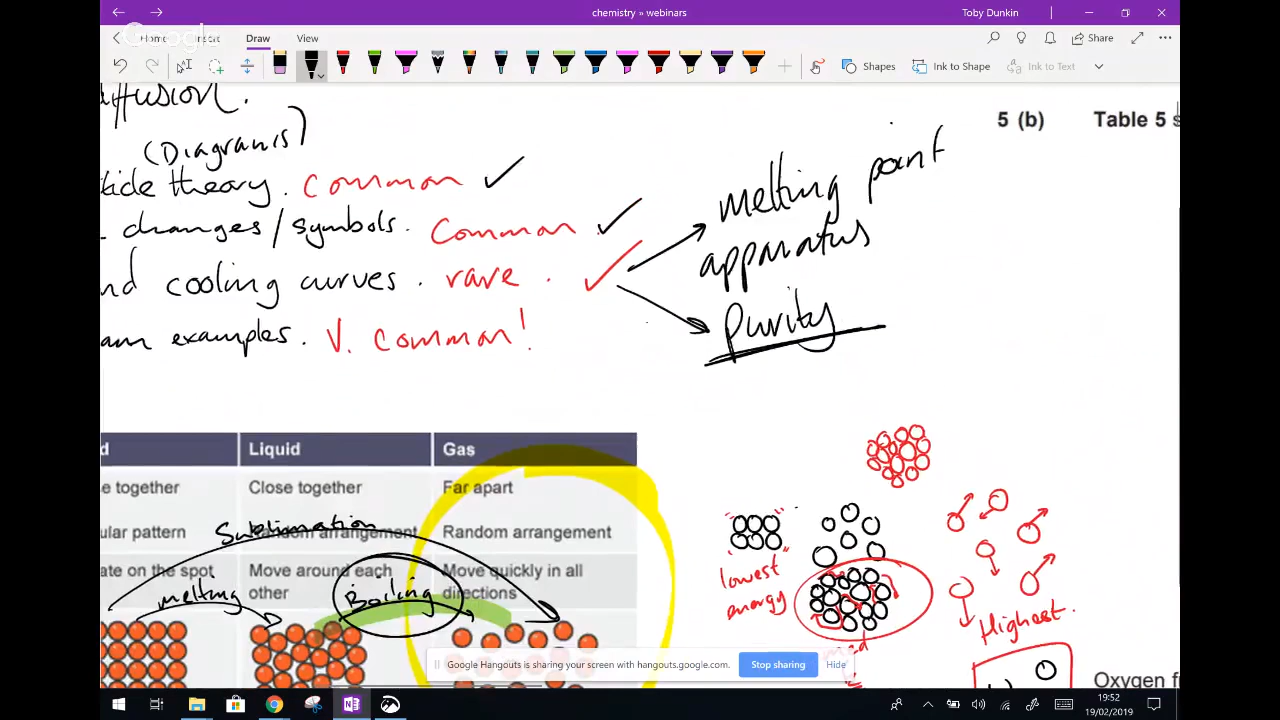 chemistry » webinars
Toby Dunkin
Google
Home Insert Draw View
Share
Shapes
Ink to Shape
Ink to Text
diffusion.
(Diagrams)
ticle theory. Common
changes/symbols. Common
nd cooling curves. rare.
am examples. V. common!
melting point
apparatus
purity
5 (b) Table 5 s
d Liquid Gas
e together Close together Far apart
ular pattern Random arrangement Random arrangement
Sublimation
ate on the spot Move around each other Move quickly in all directions
melting
Boiling
"lowest energy"
med
Highest.
Oxygen f
Google Hangouts is sharing your screen with hangouts.google.com.
Stop sharing
Hide
19:52
19/02/2019